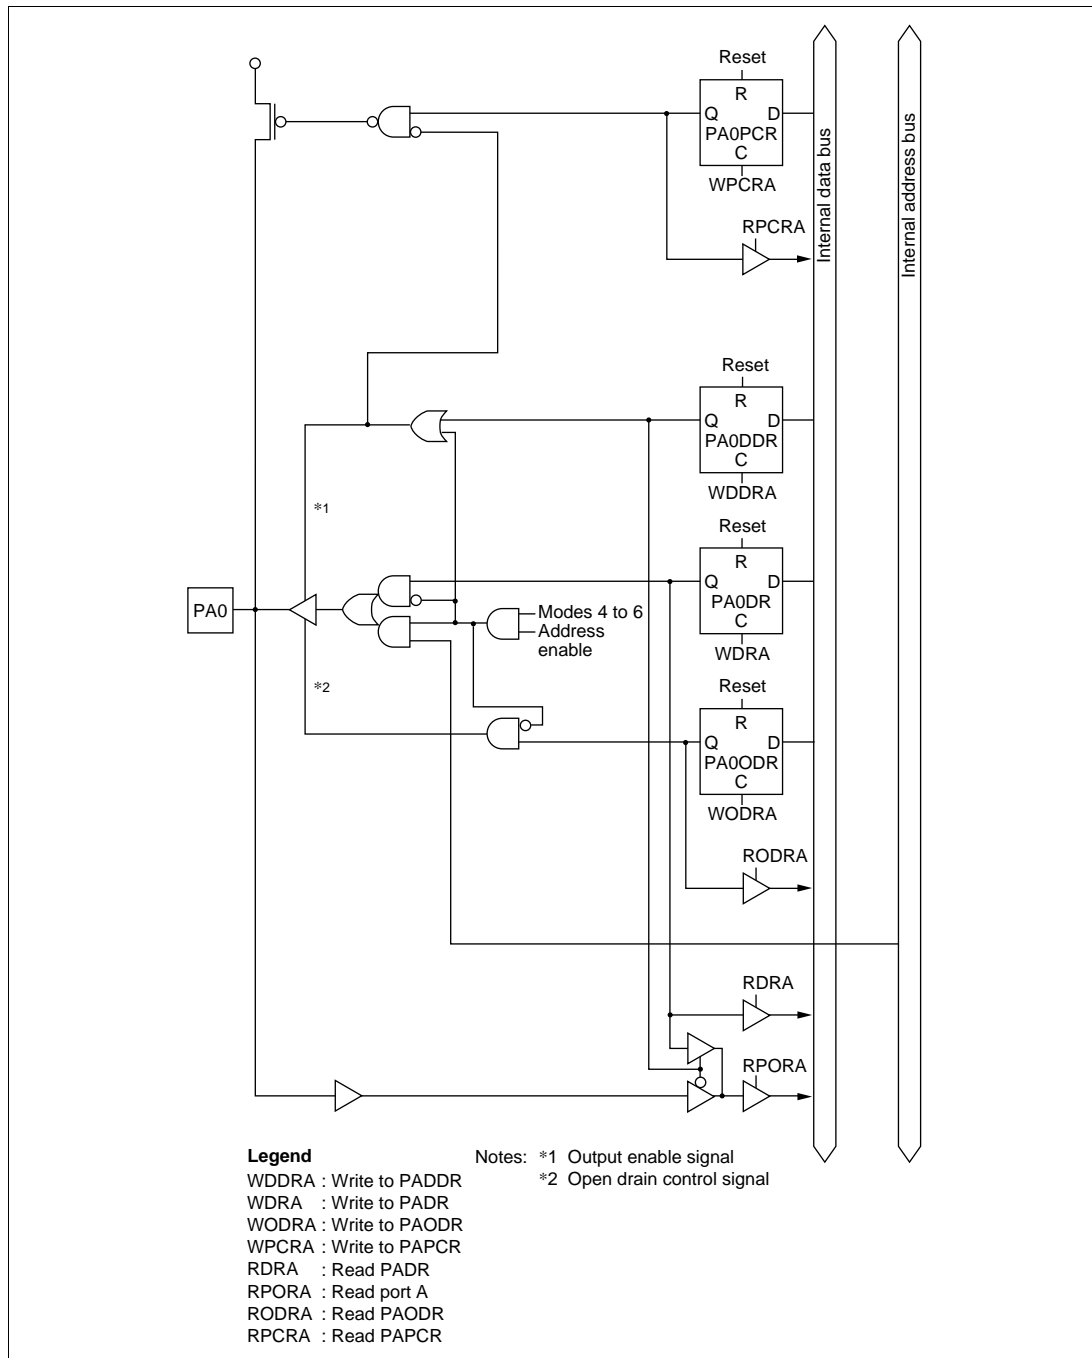 Reset
R
Q D
PA0PCR
C
WPCRA
RPCRA
Internal data bus
Internal address bus
Reset
R
Q D
PA0DDR
C
WDDRA
*1
Reset
R
Q D
PA0DR
C
WDRA
PA0
Modes 4 to 6
Address
enable
*2
Reset
R
Q D
PA0ODR
C
WODRA
RODRA
RDRA
RPORA
Legend
WDDRA : Write to PADDR
WDRA : Write to PADR
WODRA : Write to PAODR
WPCRA : Write to PAPCR
RDRA : Read PADR
RPORA : Read port A
RODRA : Read PAODR
RPCRA : Read PAPCR
Notes: *1 Output enable signal
*2 Open drain control signal